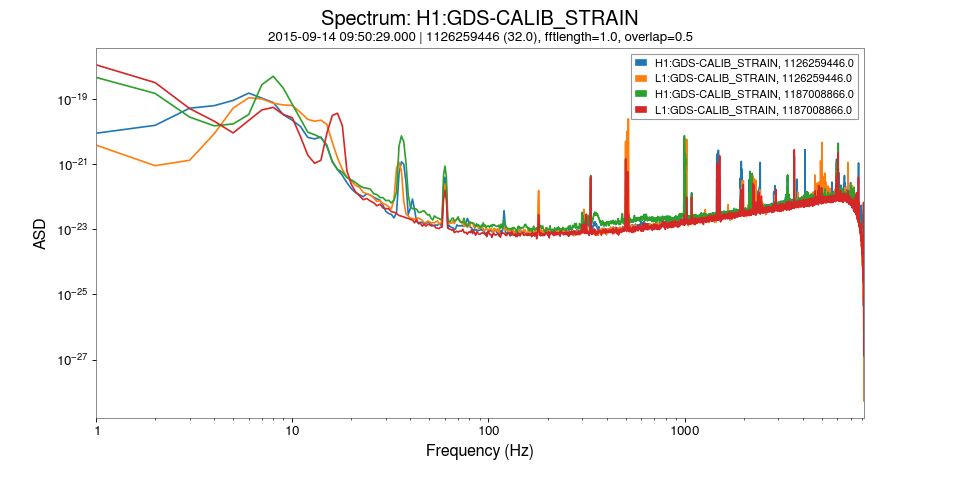 Spectrum: H1:GDS-CALIB_STRAIN
2015-09-14 09:50:29.000 | 1126259446 (32.0), fftlength=1.0, overlap=0.5
H1:GDS-CALIB_STRAIN, 1126259446.0
L1:GDS-CALIB_STRAIN, 1126259446.0
H1:GDS-CALIB_STRAIN, 1187008866.0
L1:GDS-CALIB_STRAIN, 1187008866.0
ASD
10⁻¹⁹
10⁻²¹
10⁻²³
10⁻²⁵
10⁻²⁷
1 10 100 1000
Frequency (Hz)